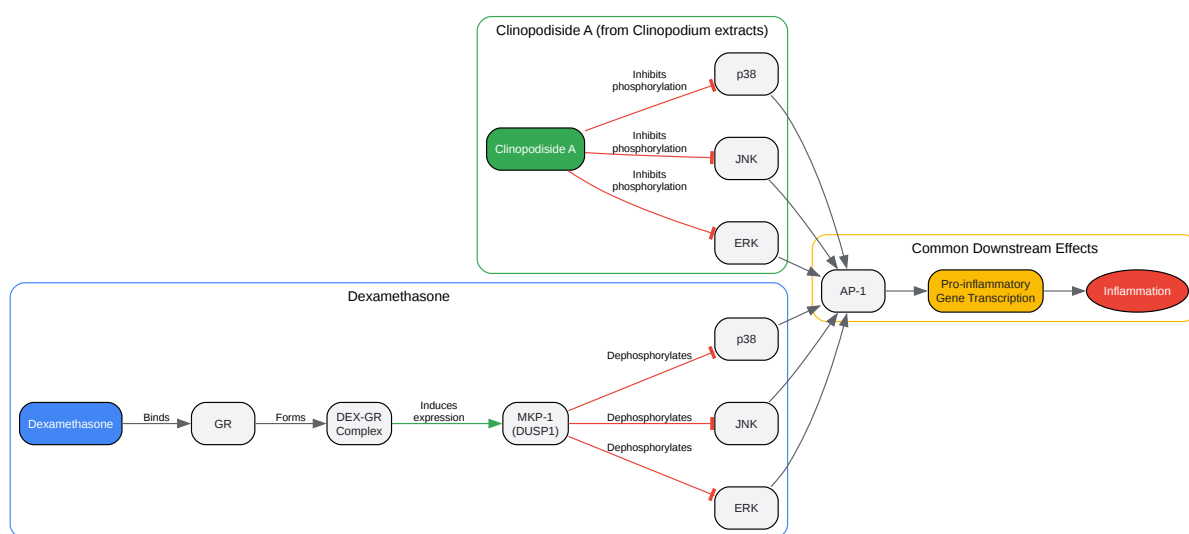 Clinopodiside A (from Clinopodium extracts)
Clinopodiside A
Inhibits
phosphorylation
p38
Inhibits
phosphorylation
JNK
Inhibits
phosphorylation
ERK
Common Downstream Effects
AP-1
Pro-inflammatory
Gene Transcription
Inflammation
Dexamethasone
Dexamethasone
Binds
GR
Forms
DEX-GR
Complex
Induces
expression
MKP-1
(DUSP1)
Dephosphorylates
p38
Dephosphorylates
JNK
Dephosphorylates
ERK